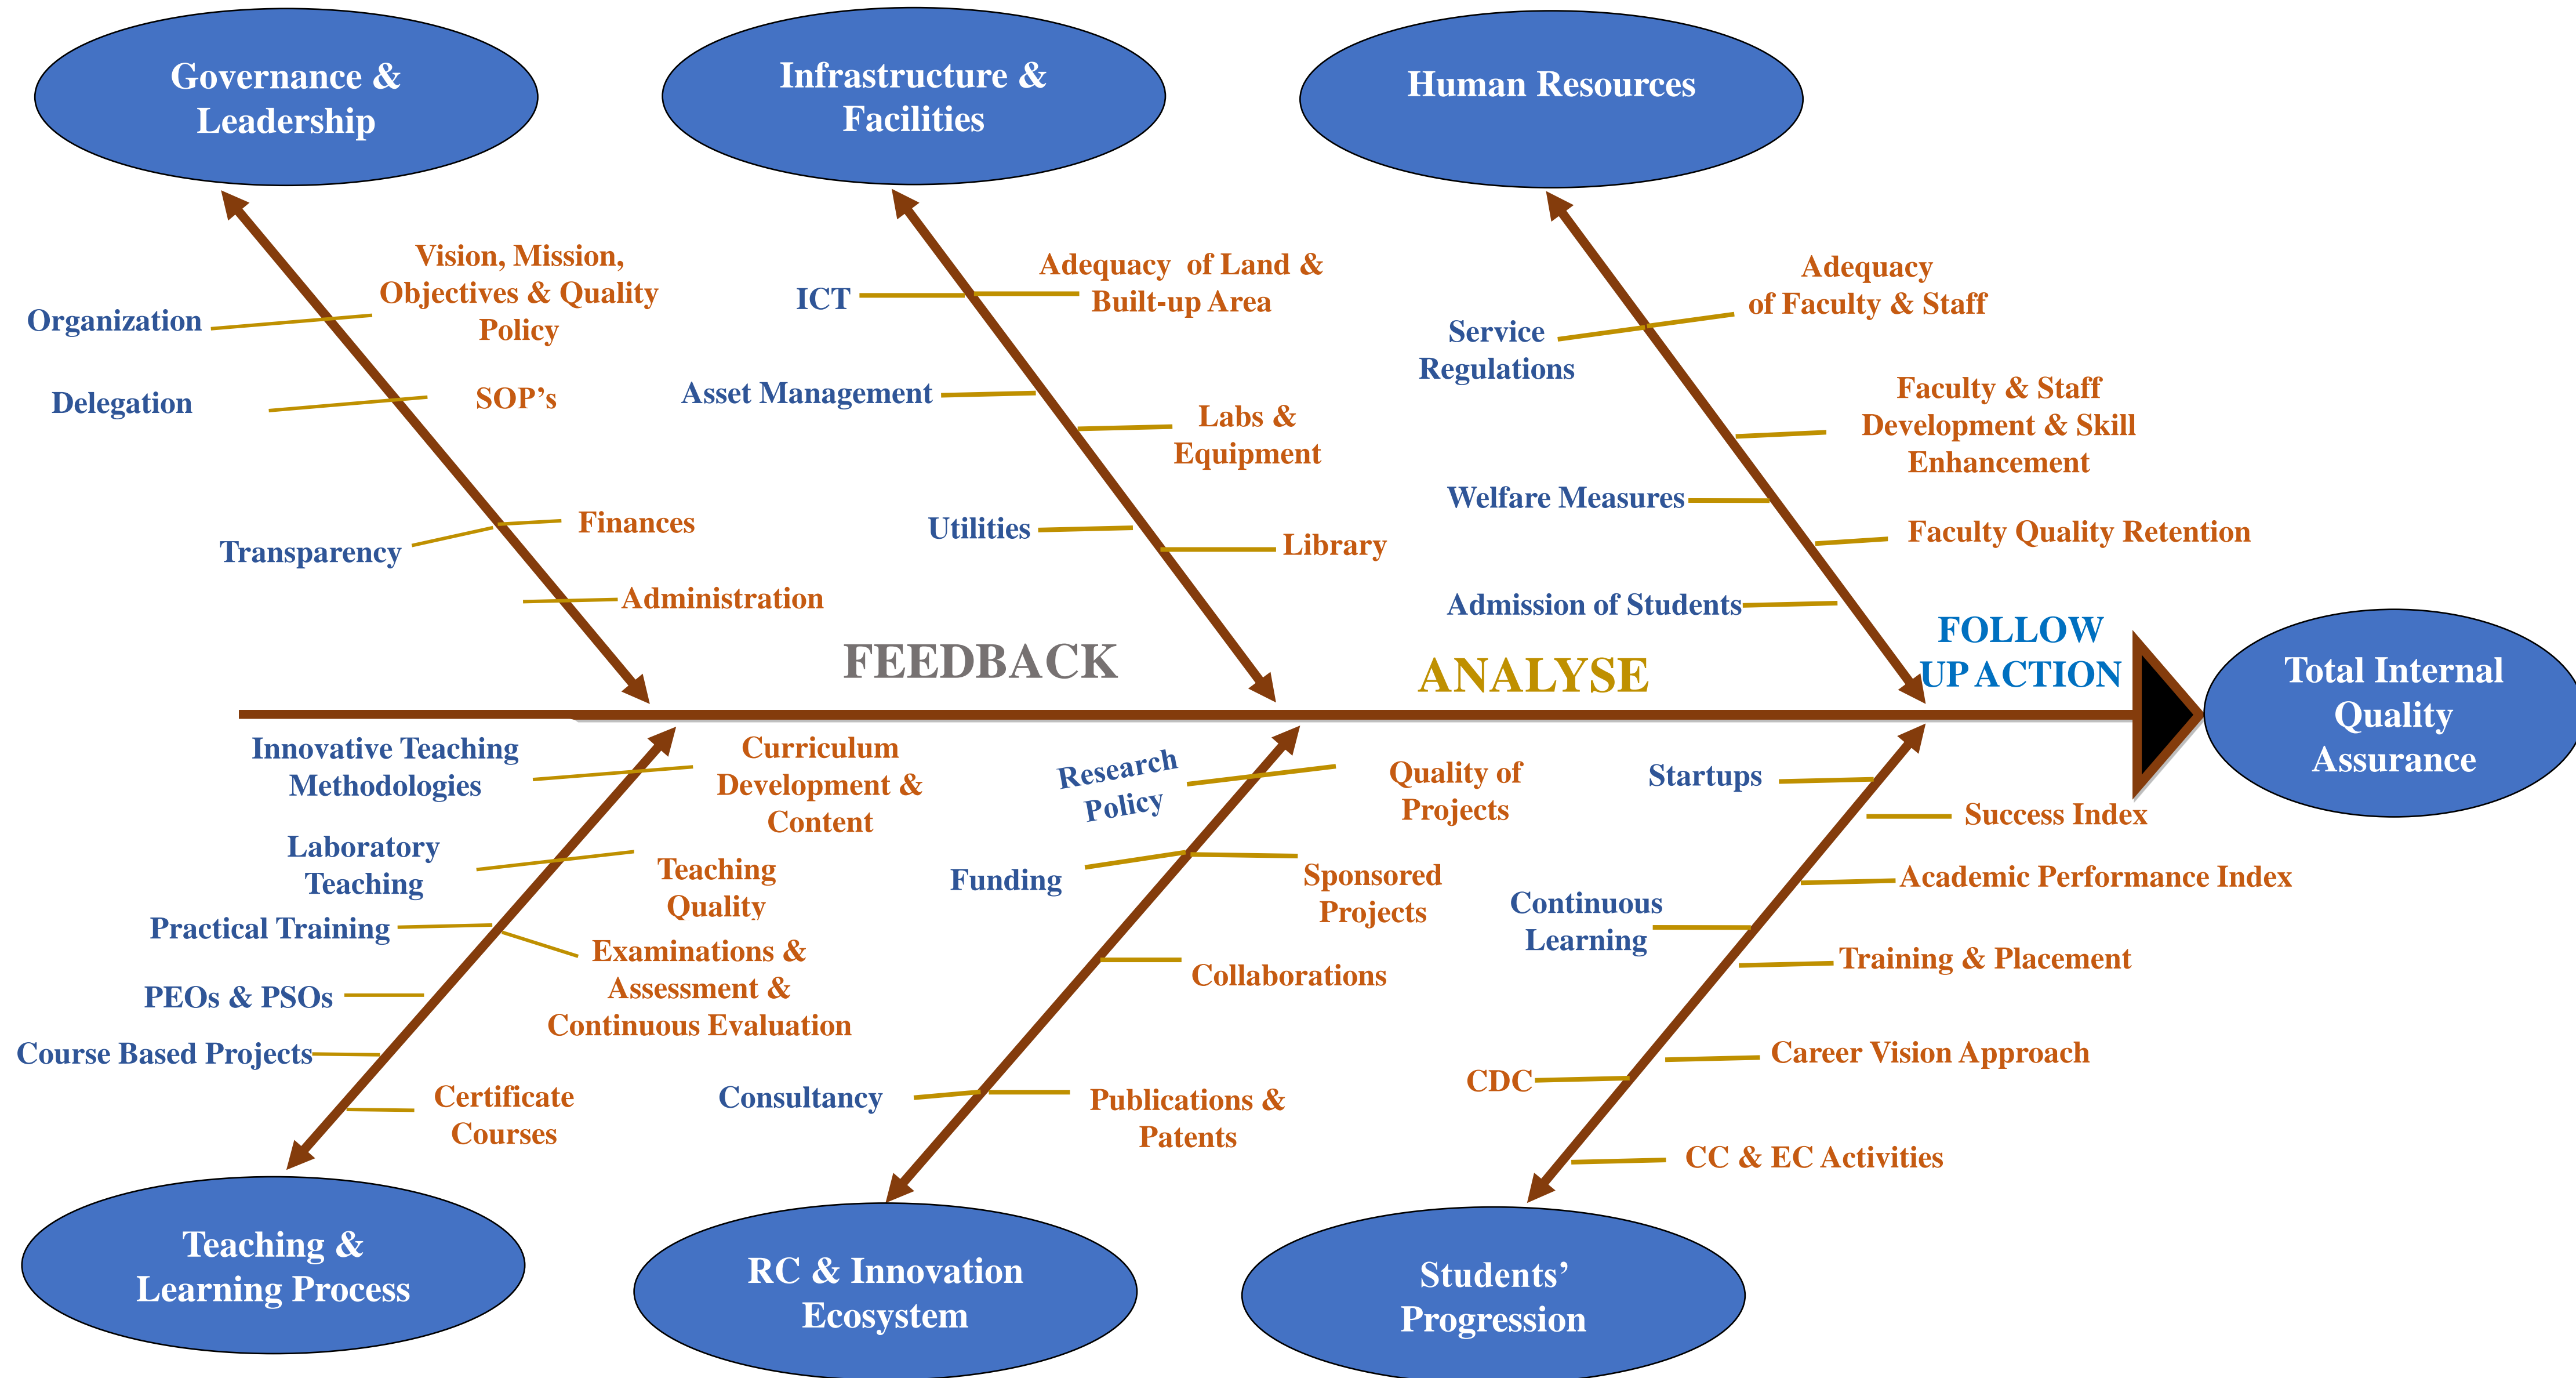 Governance &
Leadership
Infrastructure &
Facilities
Human Resources
Organization
Vision, Mission,
Objectives & Quality
Policy
Delegation
SOP’s
Transparency
Finances
Administration
ICT
Adequacy of Land &
Built-up Area
Asset Management
Labs &
Equipment
Utilities
Library
Service
Regulations
Adequacy
of Faculty & Staff
Faculty & Staff
Development & Skill
Enhancement
Welfare Measures
Faculty Quality Retention
Admission of Students
FEEDBACK
ANALYSE
FOLLOW
UP ACTION
Total Internal
Quality
Assurance
Innovative Teaching
Methodologies
Curriculum
Development &
Content
Laboratory
Teaching
Teaching
Quality
Practical Training
Examinations &
Assessment &
Continuous Evaluation
PEOs & PSOs
Course Based Projects
Certificate
Courses
Research
Policy
Quality of
Projects
Funding
Sponsored
Projects
Collaborations
Consultancy
Publications &
Patents
Startups
Success Index
Academic Performance Index
Continuous
Learning
Training & Placement
Career Vision Approach
CDC
CC & EC Activities
Teaching &
Learning Process
RC & Innovation
Ecosystem
Students’
Progression